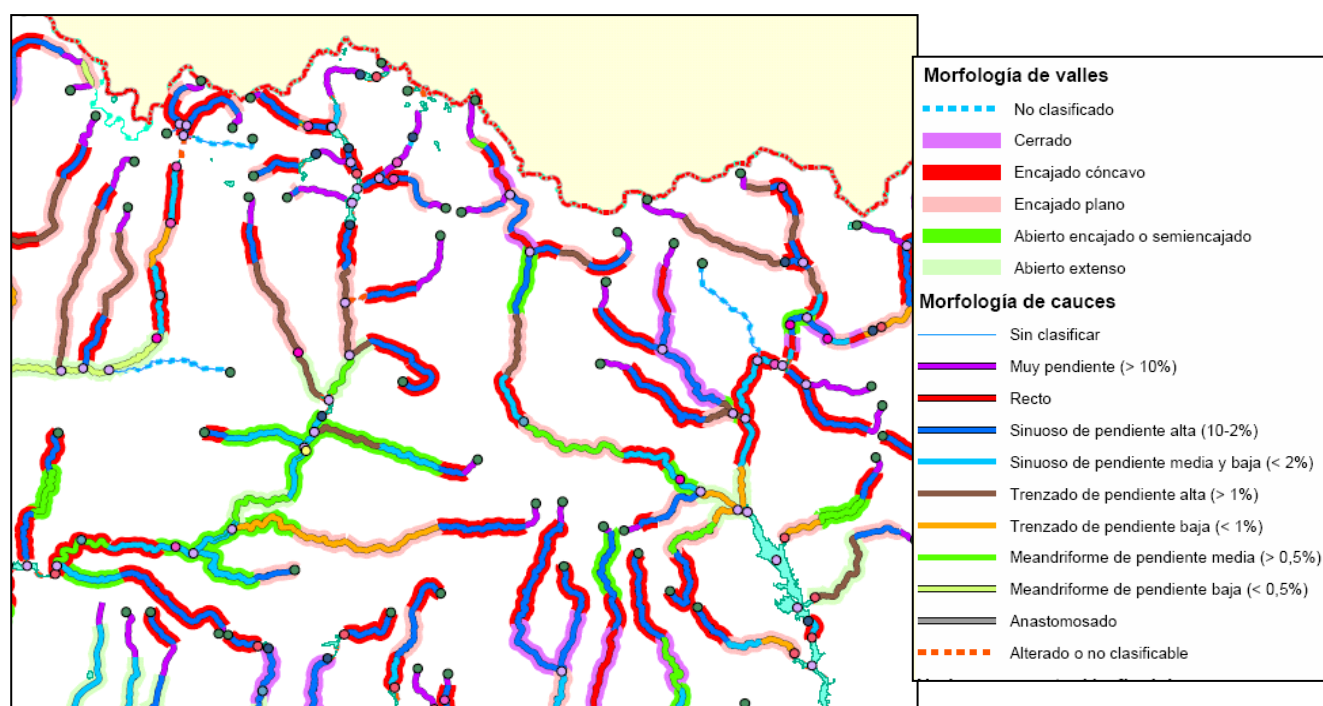 Morfología de valles
No clasificado
Cerrado
Encajado cóncavo
Encajado plano
Abierto encajado o semiencajado
Abierto extenso
Morfología de cauces
Sin clasificar
Muy pendiente (> 10%)
Recto
Sinuoso de pendiente alta (10-2%)
Sinuoso de pendiente media y baja (< 2%)
Trenzado de pendiente alta (> 1%)
Trenzado de pendiente baja (< 1%)
Meandriforme de pendiente media (> 0,5%)
Meandriforme de pendiente baja (< 0,5%)
Anastomosado
Alterado o no clasificable